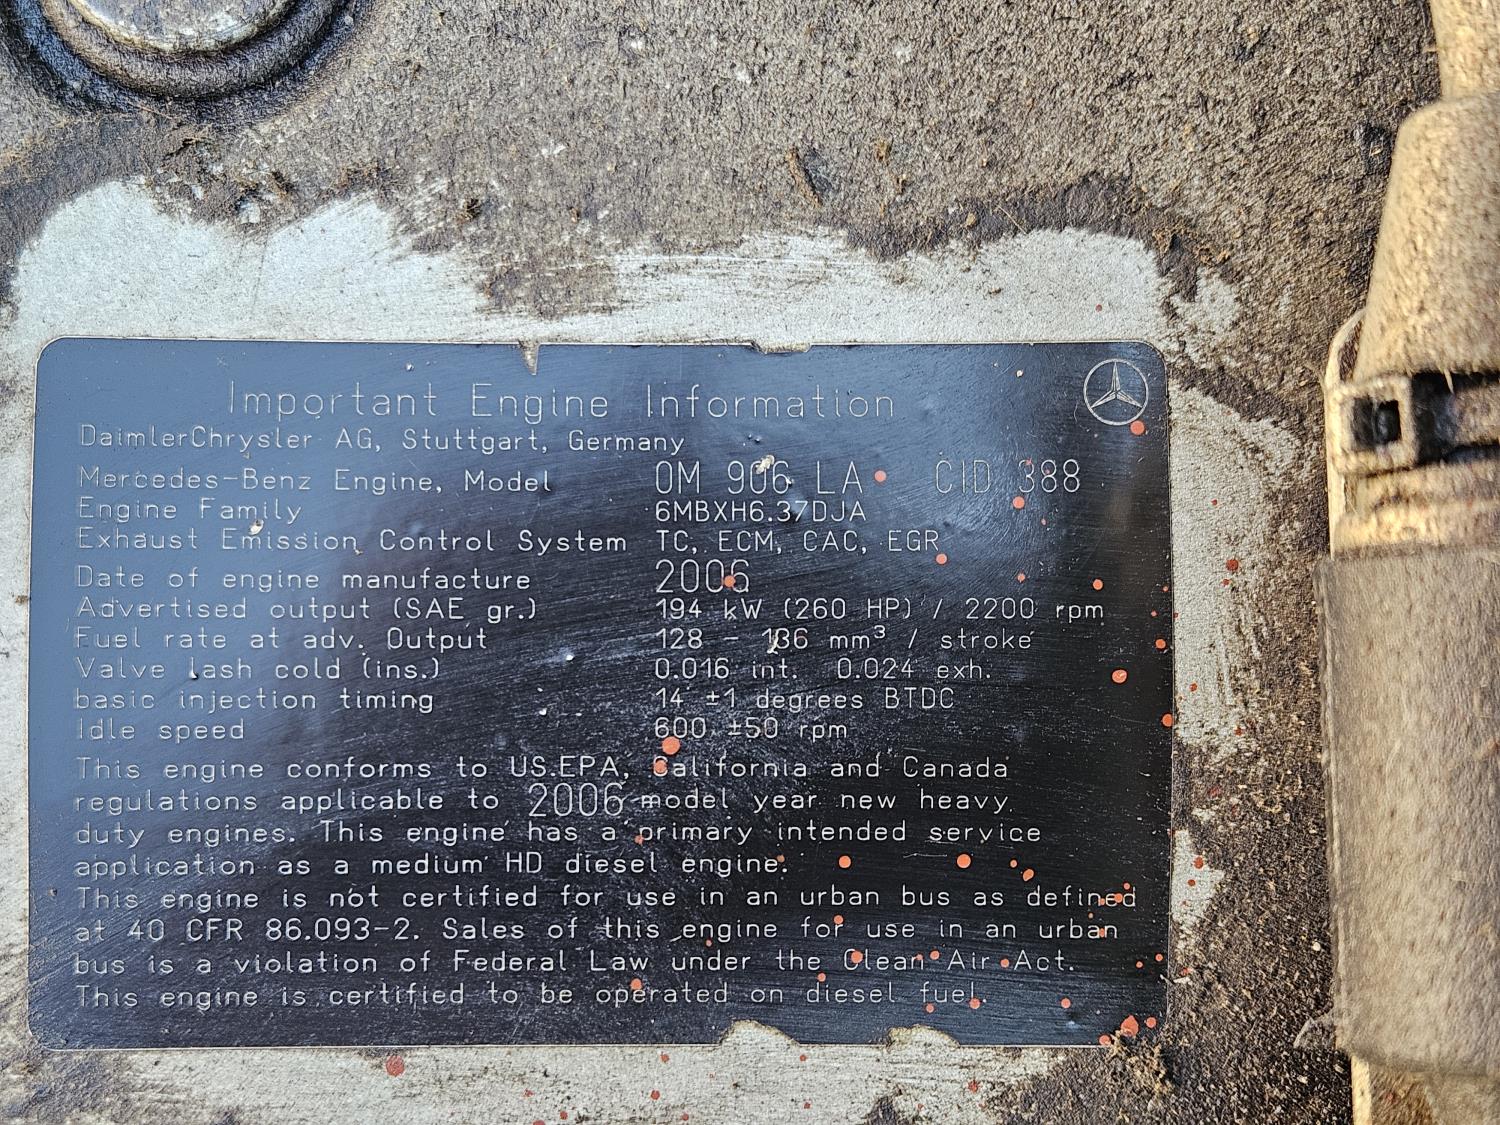 Important Engine Information
DaimlerChrysler AG, Stuttgart, Germany
Mercedes-Benz Engine, Model OM 906 LA CID 388
Engine Family 6MBXH6.37DJA
Exhaust Emission Control System TC, ECM, CAC, EGR
Date of engine manufacture 2006
Advertised output (SAE gr.) 194 kW (260 HP) / 2200 rpm
Fuel rate at adv. Output 128 - 136 mm³ / stroke
Valve lash cold (ins.) 0.016 int. 0.024 exh.
basic injection timing 14 ±1 degrees BTDC
Idle speed 600 ±50 rpm
This engine conforms to US.EPA, California and Canada
regulations applicable to 2006 model year new heavy
duty engines. This engine has a primary intended service
application as a medium HD diesel engine.
This engine is not certified for use in an urban bus as defined
at 40 CFR 86.093-2. Sales of this engine for use in an urban
bus is a violation of Federal Law under the Clean Air Act.
This engine is certified to be operated on diesel fuel.